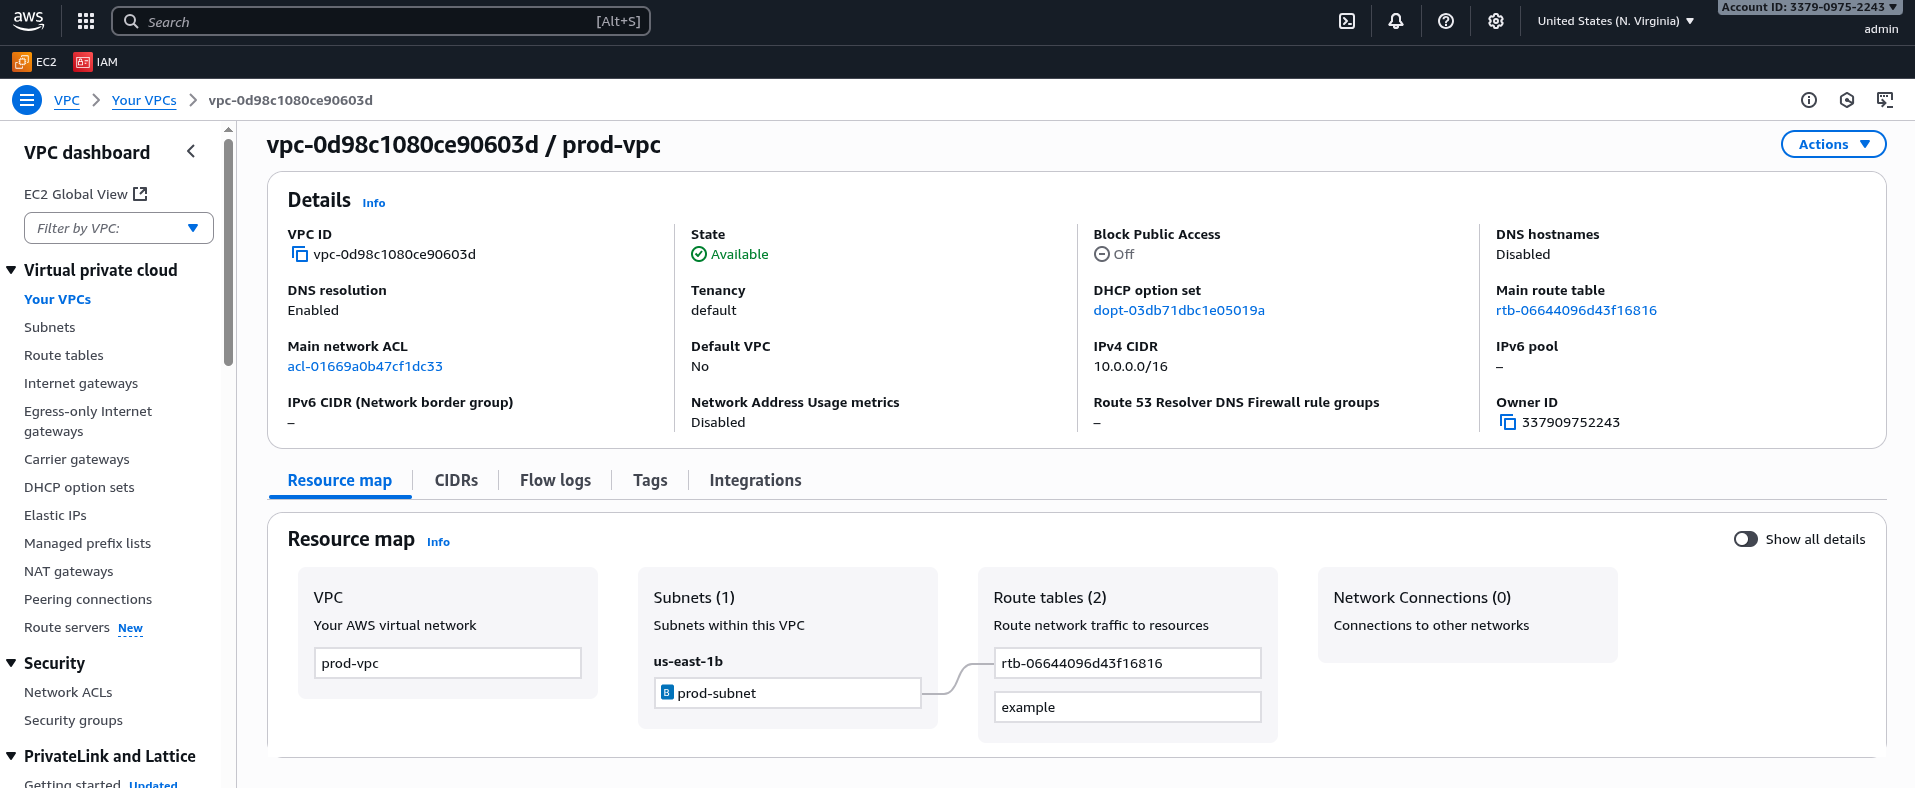 aws
Search
[Alt+S]
United States (N. Virginia)
Account ID: 3379-0975-2243
admin
EC2
IAM
VPC
Your VPCs
vpc-0d98c1080ce90603d
VPC dashboard
EC2 Global View
Filter by VPC:
Virtual private cloud
Your VPCs
Subnets
Route tables
Internet gateways
Egress-only Internet
gateways
Carrier gateways
DHCP option sets
Elastic IPs
Managed prefix lists
NAT gateways
Peering connections
Route servers New
Security
Network ACLs
Security groups
PrivateLink and Lattice
Getting started Updated
vpc-0d98c1080ce90603d / prod-vpc
Actions
Details Info
VPC ID
vpc-0d98c1080ce90603d
State
Available
Block Public Access
Off
DNS hostnames
Disabled
DNS resolution
Enabled
Tenancy
default
DHCP option set
dopt-03db71dbc1e05019a
Main route table
rtb-06644096d43f16816
Main network ACL
acl-01669a0b47cf1dc33
Default VPC
No
IPv4 CIDR
10.0.0.0/16
IPv6 pool
–
IPv6 CIDR (Network border group)
–
Network Address Usage metrics
Disabled
Route 53 Resolver DNS Firewall rule groups
–
Owner ID
337909752243
Resource map
CIDRs
Flow logs
Tags
Integrations
Resource map Info
Show all details
VPC
Your AWS virtual network
prod-vpc
Subnets (1)
Subnets within this VPC
us-east-1b
B prod-subnet
Route tables (2)
Route network traffic to resources
rtb-06644096d43f16816
example
Network Connections (0)
Connections to other networks